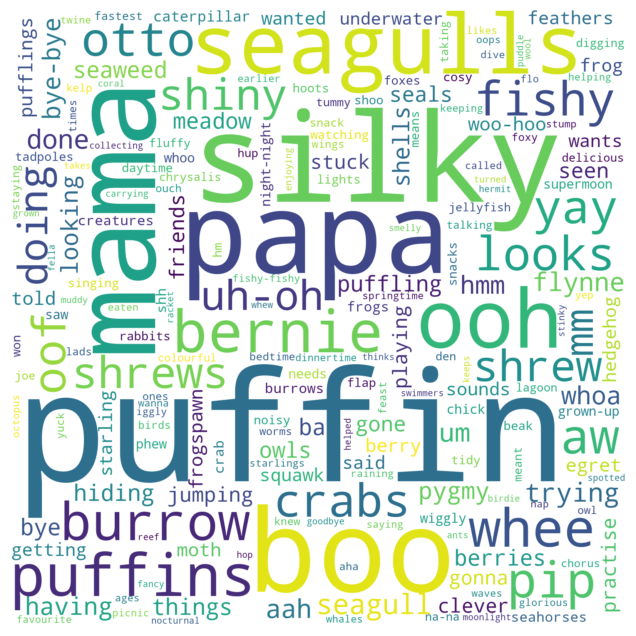 fastest caterpillar wanted underwater feathers
twine
otto seagulls
likes taking oops puddle wool digging
pufflings bye-bye seaweed
earlier hoots foxes cosy dive flo helping frog
kelp coral
mama shiny fishy
tummy shoo seals keeping stump
done times snack means woo-hoo foxy
collecting fluffy whoo hup watching wings called wants delicious
doing meadow night-night stuck shells seen
tadpoles daytime turned hermit
takes chrysalis enjoying lights supermoon
staying carrying ouch silky jellyfish yay
creatures talking
grown looking friends papa smelly looks
fella hm
singing fishy-fishy snacks
told muddy eaten shh uh-oh puffling hmm flynne
saw racket whew springtime frogs yep
won rabbits bernie ooh mm hedgehog
lads colourful playing stinky
joe oof bedtime dinnertime thinks den shrew
shrews needs flap keeps
ones burrows sounds lagoon whoa
octopus wanna iggly feast swimmers chick grown-up
yuck starling birds noisy ba gone um beak aw
phew frogspawn worms helped berry said tidy egret spotted
crab owls squawk raining meant
puffin
starlings birdie nap owl
hiding jumping crabs pygmy trying
bye burrow knew goodbye saying wiggly ants whee practise
reef
getting moth hop boo berries chorus
puffins aha gonna pip
ages fancy waves glorious
having things aah seagull clever na-na seahorses
favourite picnic nocturnal whales moonlight